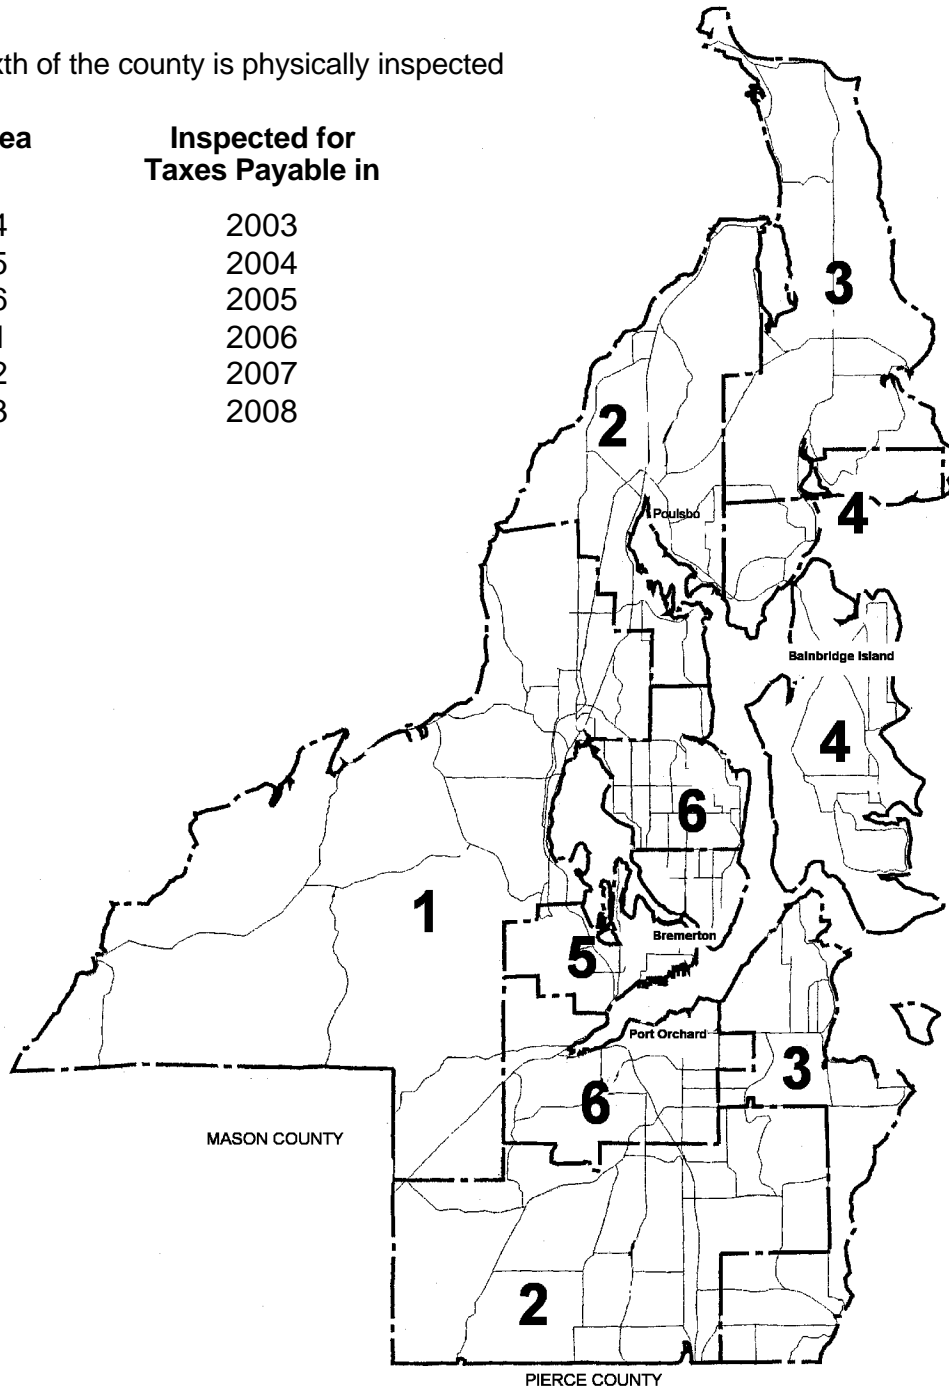 of the county is physically inspected
Inspected for
Taxes Payable in
4 2003
5 2004
6 2005
1 2006
2 2007
3 2008
3
2
4
Poulsbo
Bainbridge Island
4
6
1
Bremerton
5
Port Orchard
3
6
MASON COUNTY
2
PIERCE COUNTY